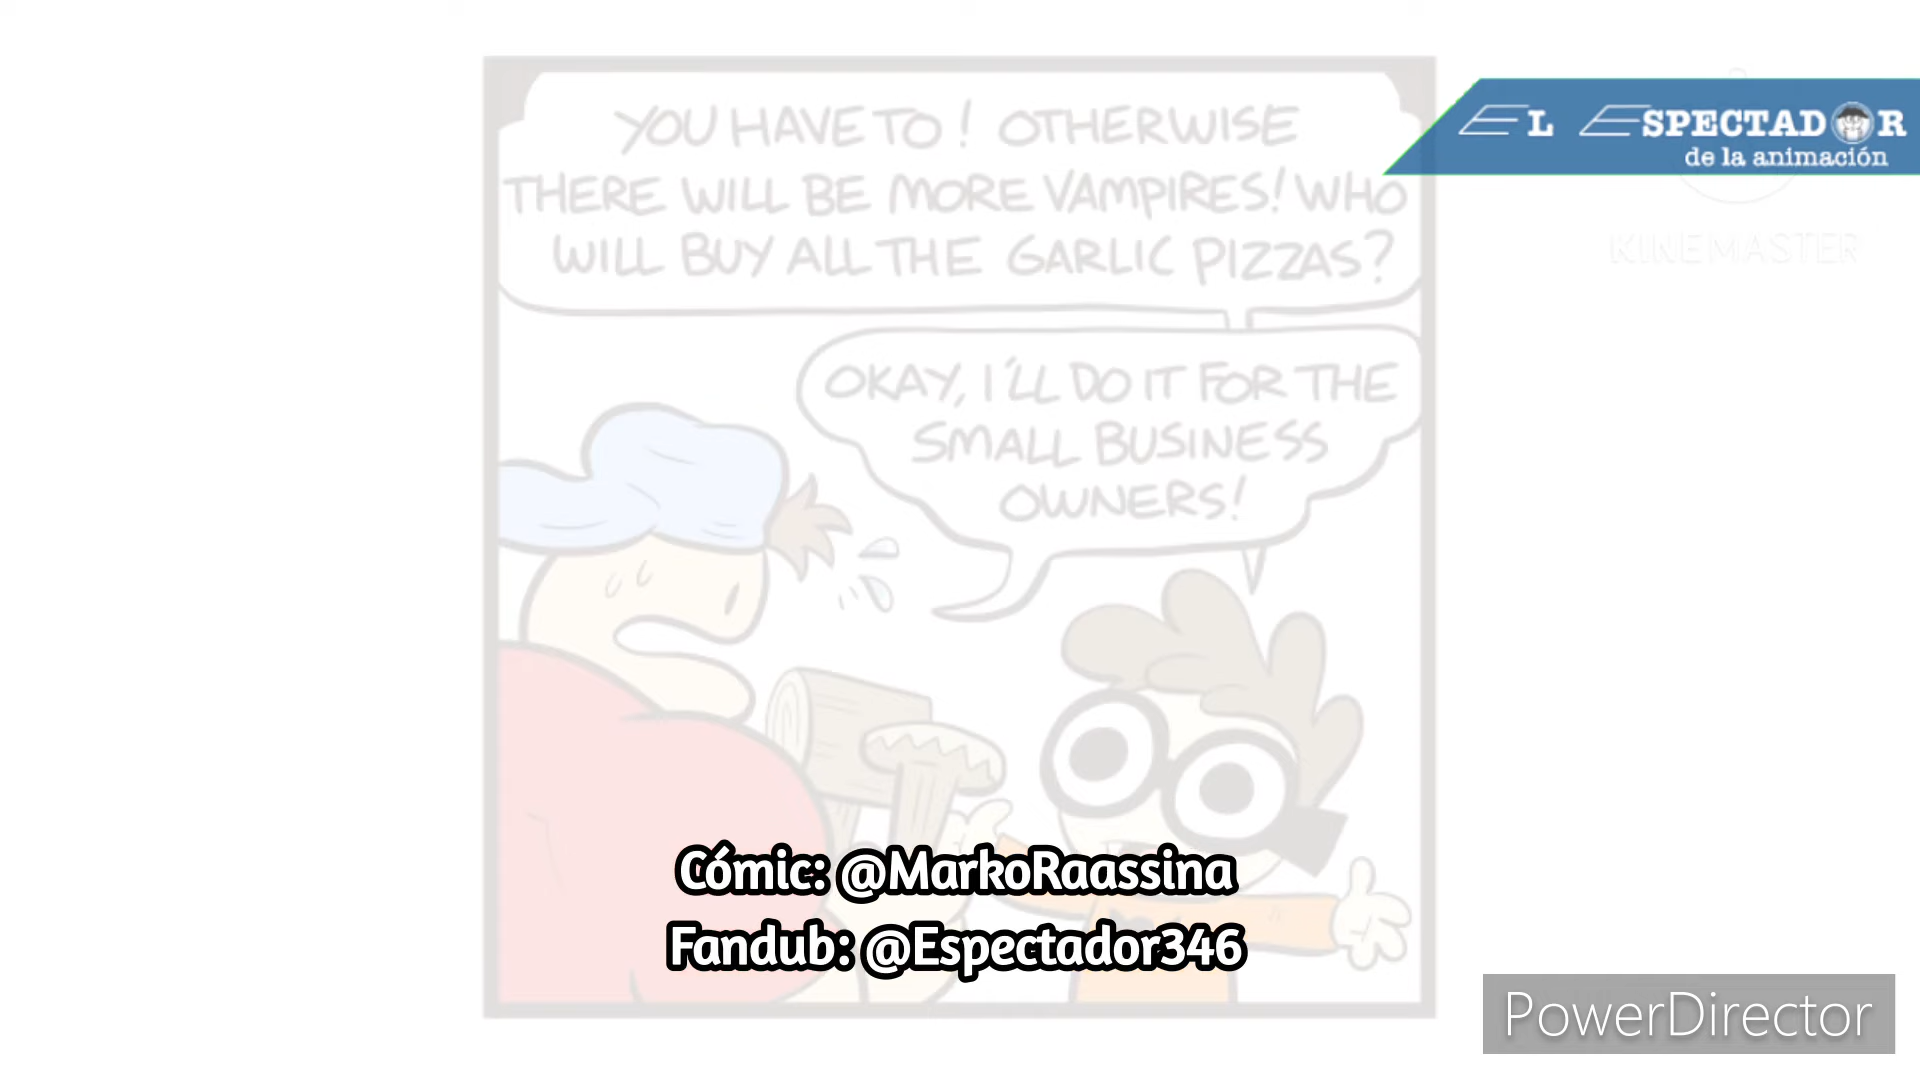 YOU HAVE TO! OTHERWISE
THERE WILL BE MORE VAMPIRES! WHO
WILL BUY ALL THE GARLIC PIZZAS?
OKAY, I'LL DO IT FOR THE
SMALL BUSINESS
OWNERS!
EL ESPECTADOR
de la animación
KINEMASTER
Cómic: @MarkoRaassina
Fandub: @Espectador346
PowerDirector